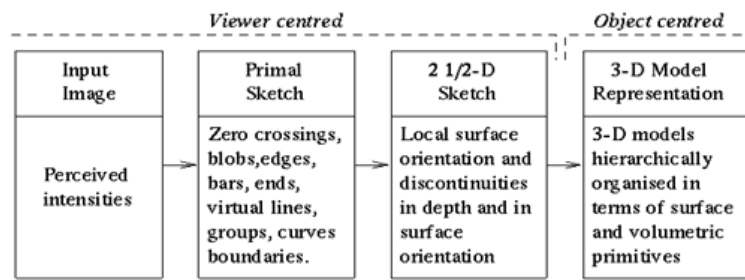 Viewer centred
Object centred
Input
Image
Perceived
intensities
Primal
Sketch
Zero crossings,
blobs,edges,
bars, ends,
virtual lines,
groups, curves
boundaries.
2 1/2-D
Sketch
Local surface
orientation and
discontinuities
in depth and in
surface
orientation
3-D Model
Representation
3-D models
hierarchically
organised in
terms of surface
and volumetric
primitives